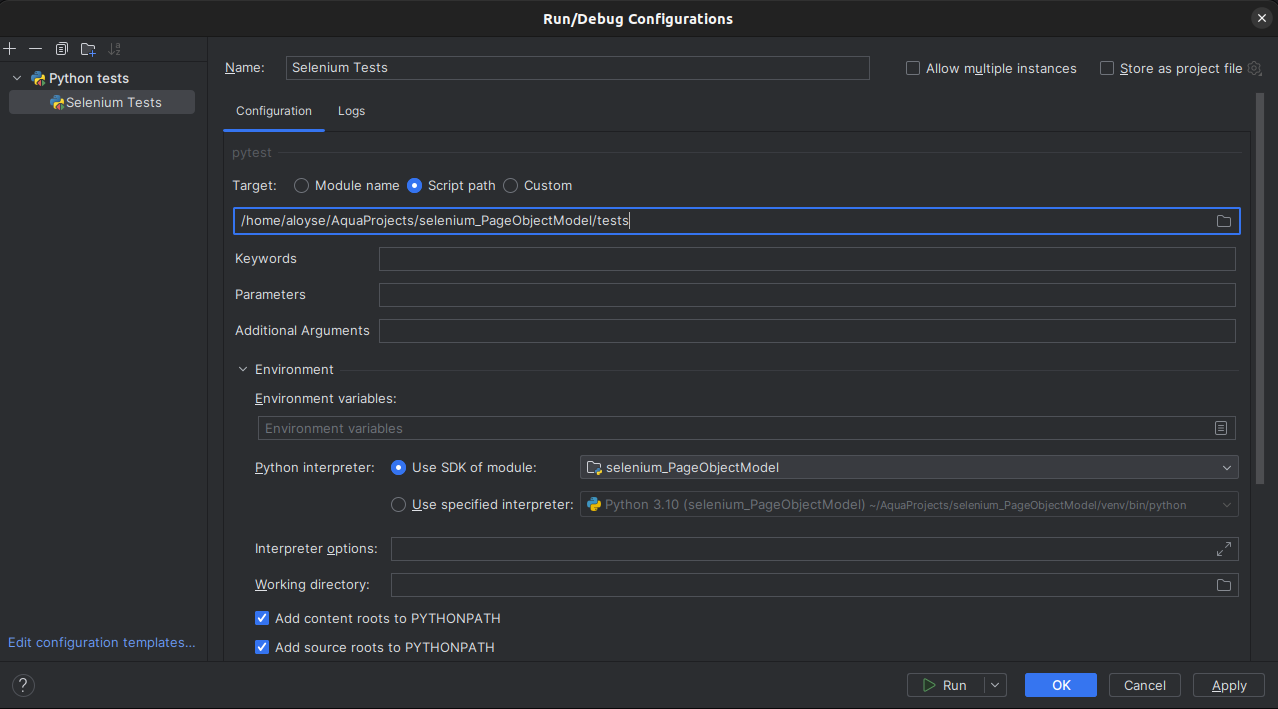 Run/Debug Configurations
Python tests
Selenium Tests
Edit configuration templates...
Name: Selenium Tests Allow multiple instances Store as project file
Configuration Logs
pytest
Target: Module name Script path Custom
/home/aloyse/AquaProjects/selenium_PageObjectModel/tests
Keywords
Parameters
Additional Arguments
Environment
Environment variables:
Environment variables
Python interpreter: Use SDK of module: selenium_PageObjectModel
Use specified interpreter: Python 3.10 (selenium_PageObjectModel) ~/AquaProjects/selenium_PageObjectModel/venv/bin/python
Interpreter options:
Working directory:
Add content roots to PYTHONPATH
Add source roots to PYTHONPATH
? Run OK Cancel Apply